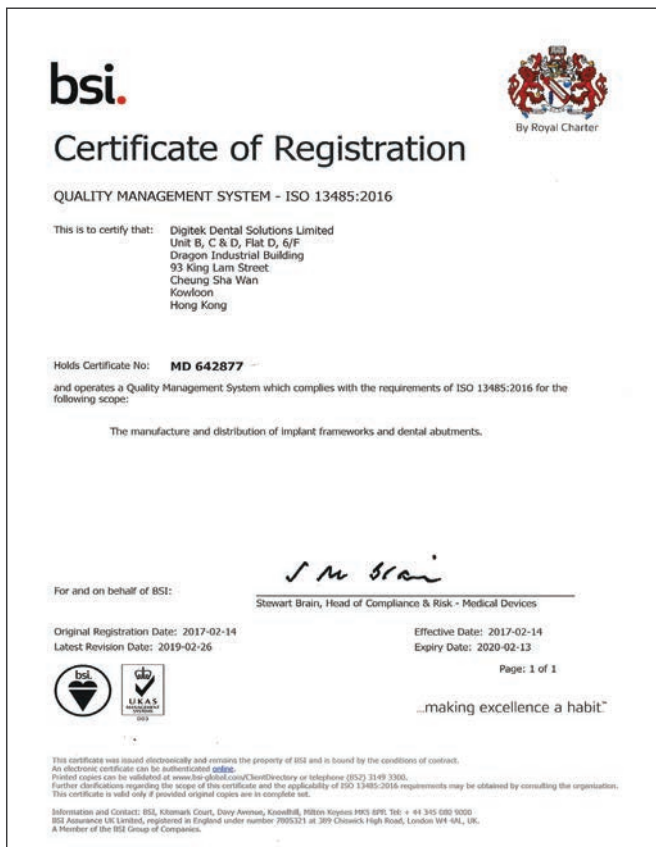 bsi.
By Royal Charter
Certificate of Registration
QUALITY MANAGEMENT SYSTEM - ISO 13485:2016
This is to certify that:
Digitek Dental Solutions Limited
Unit B, C & D, Flat D, 6/F
Dragon Industrial Building
93 King Lam Street
Cheung Sha Wan
Kowloon
Hong Kong
Holds Certificate No: MD 642877
and operates a Quality Management System which complies with the requirements of ISO 13485:2016 for the
following scope:
The manufacture and distribution of implant frameworks and dental abutments.
For and on behalf of BSI:
Stewart Brain, Head of Compliance & Risk - Medical Devices
Original Registration Date: 2017-02-14
Effective Date: 2017-02-14
Latest Revision Date: 2019-02-26
Expiry Date: 2020-02-13
Page: 1 of 1
bsi.
UKAS
MANAGEMENT
SYSTEMS
003
...making excellence a habit.™
This certificate was issued electronically and remains the property of BSI and is bound by the conditions of contract.
An electronic certificate can be authenticated online.
Printed copies can be validated at www.bsi-global.com/ClientDirectory or telephone (852) 3149 3300.
Further clarifications regarding the scope of this certificate and the applicability of ISO 13485:2016 requirements may be obtained by consulting the organization.
This certificate is valid only if provided original copies are in complete set.
Information and Contact: BSI, Kitemark Court, Davy Avenue, Knowlhill, Milton Keynes MK5 8PP. Tel: + 44 345 080 9000
BSI Assurance UK Limited, registered in England under number 7805321 at 389 Chiswick High Road, London W4 4AL, UK.
A Member of the BSI Group of Companies.